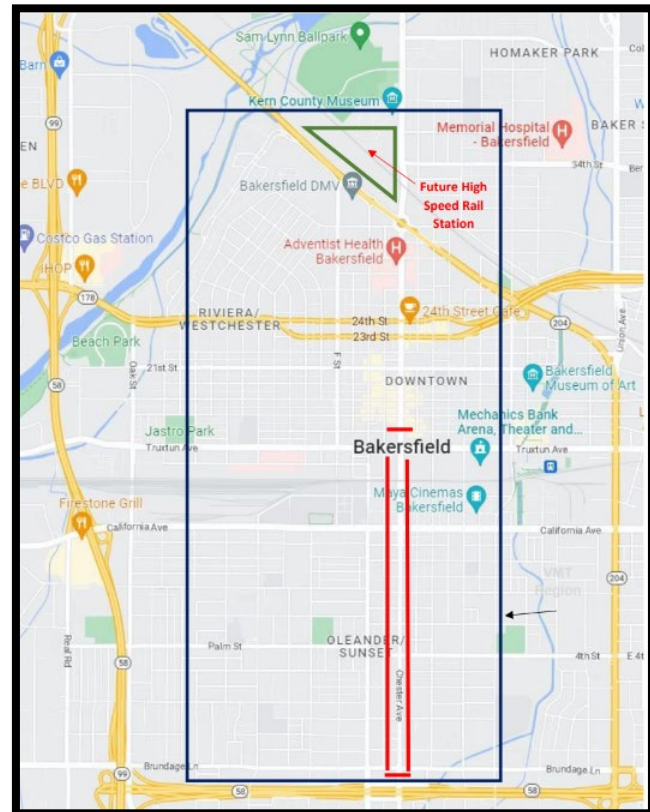 Sam Lynn Ballpark
HOMAKER PARK
Col
Barn
99
Kern County Museum
Memorial Hospital
- Bakersfield
BAKER S
EN
34th St
Ber
e BLVD
Bakersfield DMV
Future High
Speed Rail
Station
Costco Gas Station
Adventist Health
Bakersfield
IHOP
178
24th Street Cafe
RIVIERA/
WESTCHESTER
24th St
23rd St
204
Union Ave
Beach Park
Oak St
F St
58
21st St
DOWNTOWN
Bakersfield
Museum of Art
Mechanics Bank
Arena, Theater and...
Jastro Park
Truxtun Ave
Bakersfield
Truxtun Ave
Maya Cinemas
Bakersfield
Firestone Grill
California Ave
California Ave
VMT
Region
204
Real Rd
OLEANDER/
SUNSET
Palm St
4th St
E 4t
58
Chester Ave
Brundage Ln
Brundage Ln
99
58
58